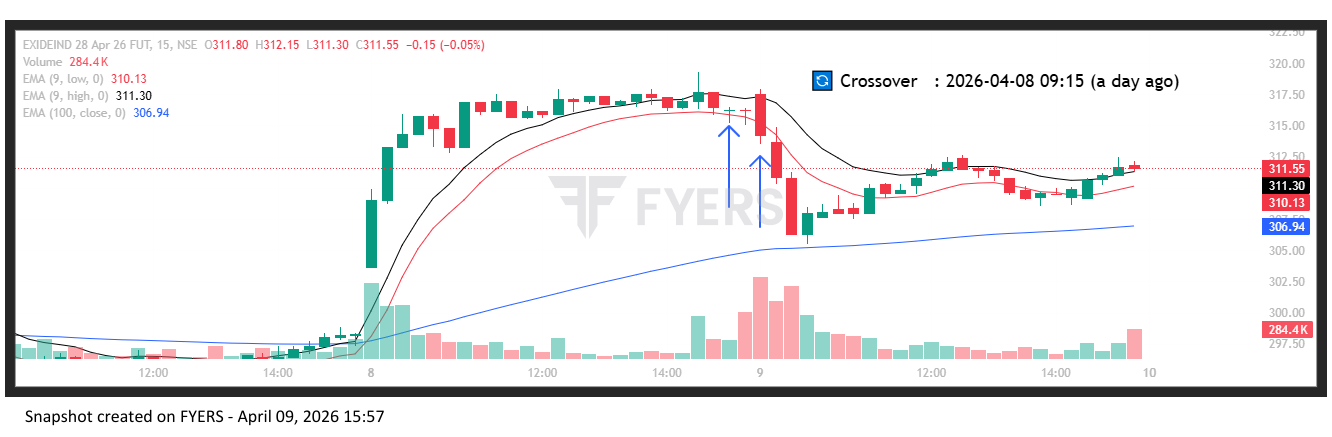 322.50
EXIDEIND 28 Apr 26 FUT, 15, NSE O311.80 H312.15 L311.30 C311.55 −0.15 (−0.05%)
Volume 284.4 K
320.00
EMA (9, low, 0) 310.13
Crossover : 2026-04-08 09:15 (a day ago)
EMA (9, high, 0) 311.30
317.50
EMA (100, close, 0) 306.94
315.00
312.50
311.55
311.30
310.13
FYERS
307.50
306.94
305.00
302.50
300.00
284.4 K
297.50
12:00 14:00 8 12:00 14:00 9 12:00 14:00 10
Snapshot created on FYERS - April 09, 2026 15:57